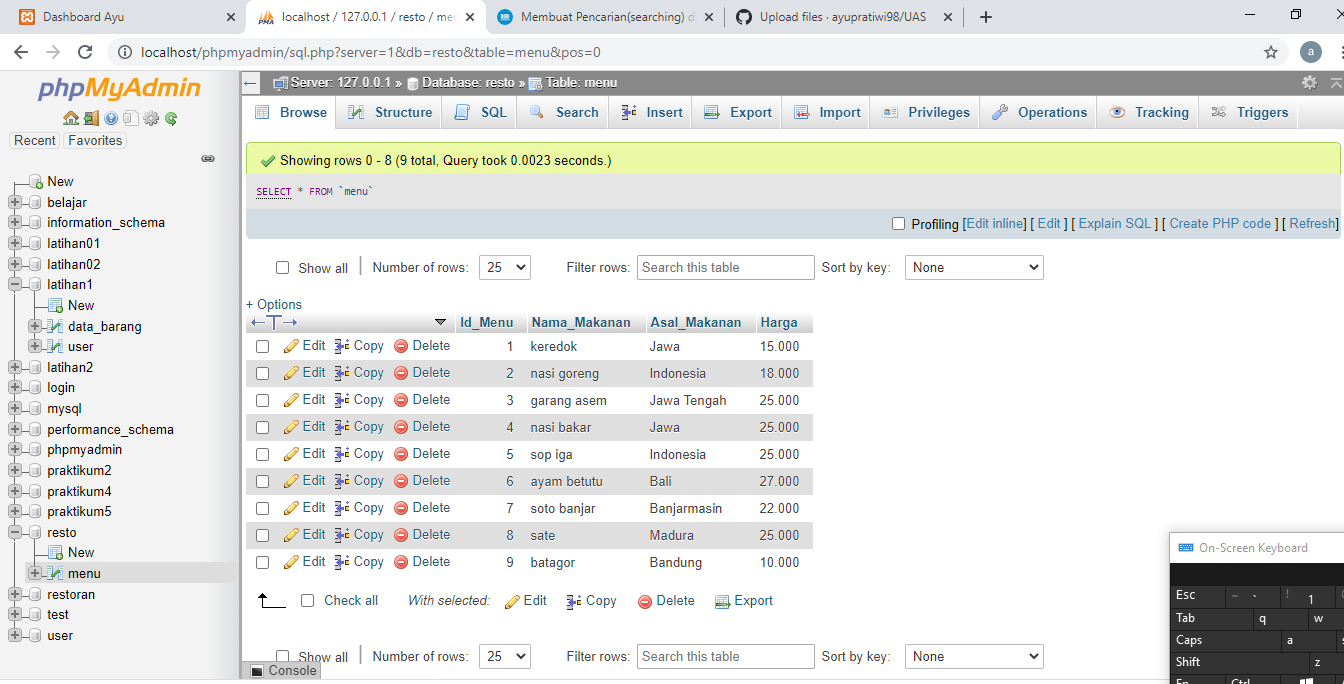 Dashboard Ayu
localhost / 127.0.0.1 / resto / mer
Membuat Pencarian(searching) d
Upload files · ayupratiwi98/UAS
localhost/phpmyadmin/sql.php?server=1&db=resto&table=menu&pos=0
a
phpMyAdmin
Recent Favorites
New
belajar
information_schema
latihan01
latihan02
latihan1
New
data_barang
user
latihan2
login
mysql
performance_schema
phpmyadmin
praktikum2
praktikum4
praktikum5
resto
New
menu
restoran
test
user
Server: 127.0.0.1 » Database: resto » Table: menu
Browse Structure SQL Search Insert Export Import Privileges Operations Tracking Triggers
Showing rows 0 - 8 (9 total, Query took 0.0023 seconds.)
SELECT * FROM `menu`
Profiling [Edit inline] [ Edit ] [ Explain SQL ] [ Create PHP code ] [ Refresh]
Show all Number of rows: 25 Filter rows: Search this table Sort by key: None
+ Options
Id_Menu Nama_Makanan Asal_Makanan Harga
Edit Copy Delete 1 keredok Jawa 15.000
Edit Copy Delete 2 nasi goreng Indonesia 18.000
Edit Copy Delete 3 garang asem Jawa Tengah 25.000
Edit Copy Delete 4 nasi bakar Jawa 25.000
Edit Copy Delete 5 sop iga Indonesia 25.000
Edit Copy Delete 6 ayam betutu Bali 27.000
Edit Copy Delete 7 soto banjar Banjarmasin 22.000
Edit Copy Delete 8 sate Madura 25.000
Edit Copy Delete 9 batagor Bandung 10.000
Check all With selected: Edit Copy Delete Export
Show all Number of rows: 25 Filter rows: Search this table Sort by key: None
Console
On-Screen Keyboard
Esc ~ ` ! 1
Tab q w
Caps a
Shift z
Fn Ctrl